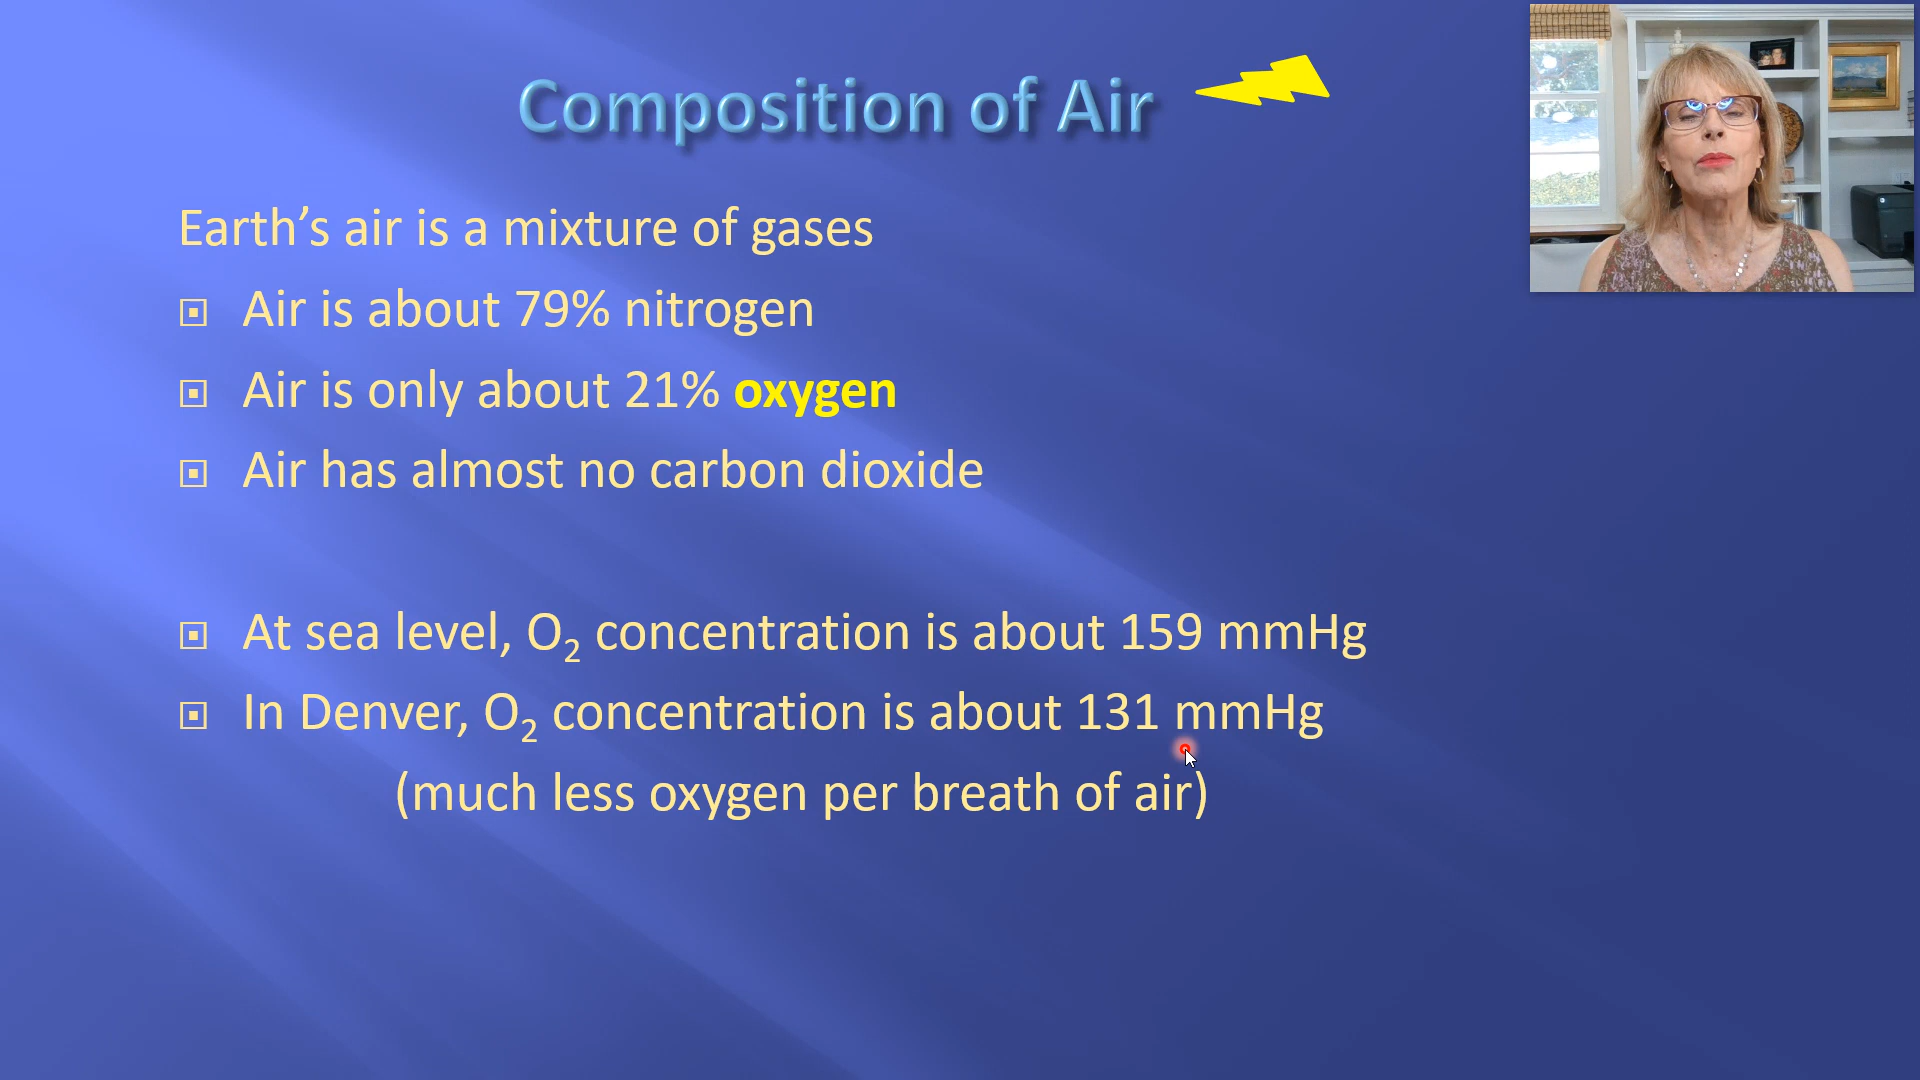 Composition of Air
Earth’s air is a mixture of gases
Air is about 79% nitrogen
Air is only about 21% oxygen
Air has almost no carbon dioxide
At sea level, O₂ concentration is about 159 mmHg
In Denver, O₂ concentration is about 131 mmHg
(much less oxygen per breath of air)